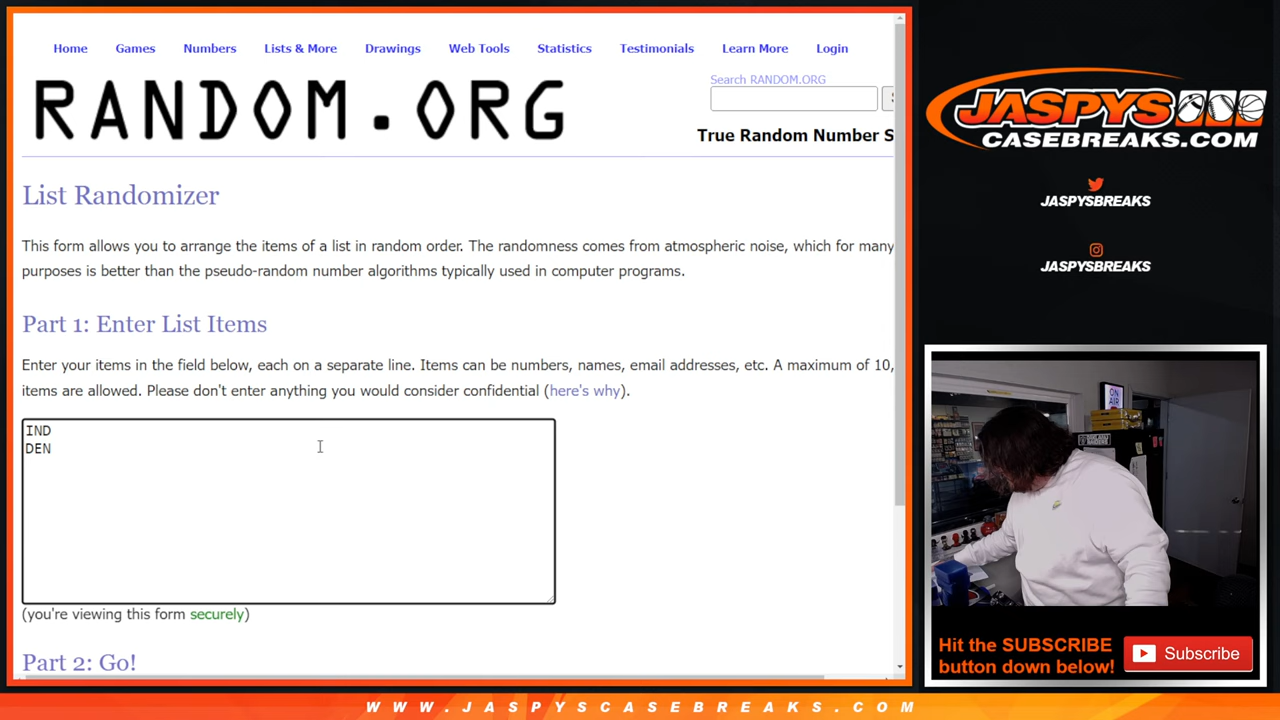 Home Games Numbers Lists & More Drawings Web Tools Statistics Testimonials Learn More Login
RANDOM.ORG
Search RANDOM.ORG
True Random Number S
List Randomizer
This form allows you to arrange the items of a list in random order. The randomness comes from atmospheric noise, which for many
purposes is better than the pseudo-random number algorithms typically used in computer programs.
Part 1: Enter List Items
Enter your items in the field below, each on a separate line. Items can be numbers, names, email addresses, etc. A maximum of 10,
items are allowed. Please don't enter anything you would consider confidential (here's why).
IND
DEN
(you're viewing this form securely)
Part 2: Go!
JASPYS
CASEBREAKS.COM
JASPYSBREAKS
JASPYSBREAKS
ON
AIR
Hit the SUBSCRIBE
button down below!
Subscribe
WWW.JASPYSCASEBREAKS.COM